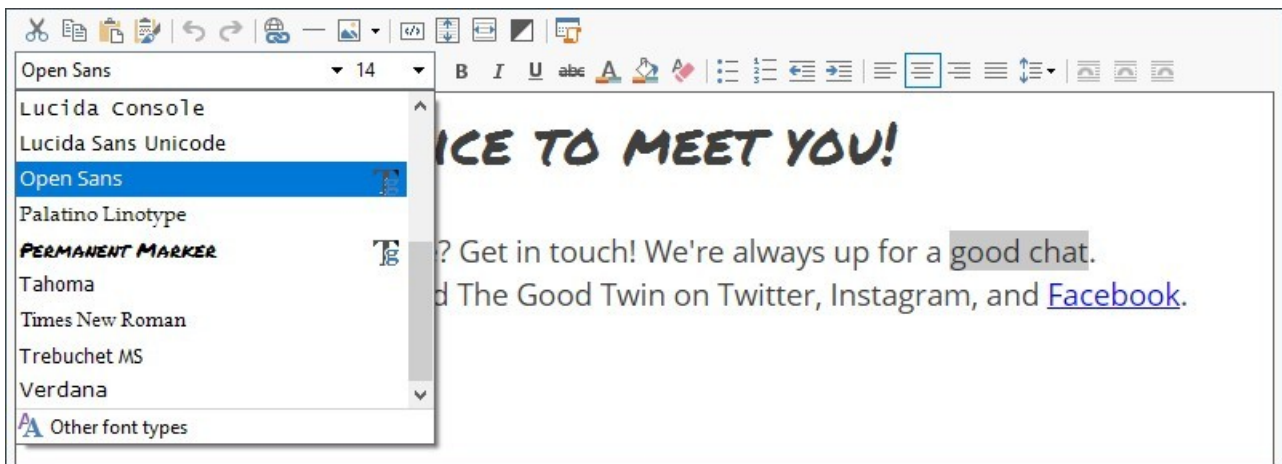 Open Sans 14 B I U abc
Lucida Console
Lucida Sans Unicode
Open Sans
Palatino Linotype
PERMANENT MARKER
Tahoma
Times New Roman
Trebuchet MS
Verdana
Other font types
ICE TO MEET YOU!
? Get in touch! We're always up for a good chat.
d The Good Twin on Twitter, Instagram, and Facebook.